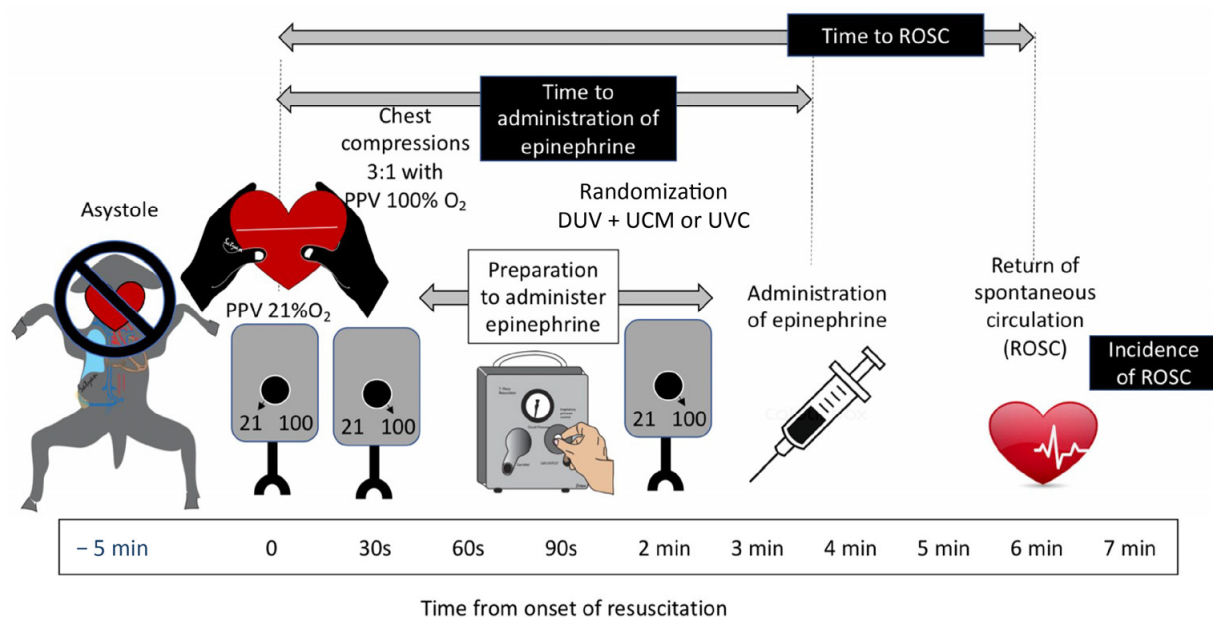 Time to ROSC
Time to
administration of
epinephrine
Chest
compressions
3:1 with
PPV 100% O₂
Randomization
DUV + UCM or UVC
Asystole
PPV 21%O₂
Preparation
to administer
epinephrine
Administration
of epinephrine
Return of
spontaneous
circulation
(ROSC)
Incidence
of ROSC
21 100
21 100
21 100
– 5 min 0 30s 60s 90s 2 min 3 min 4 min 5 min 6 min 7 min
Time from onset of resuscitation